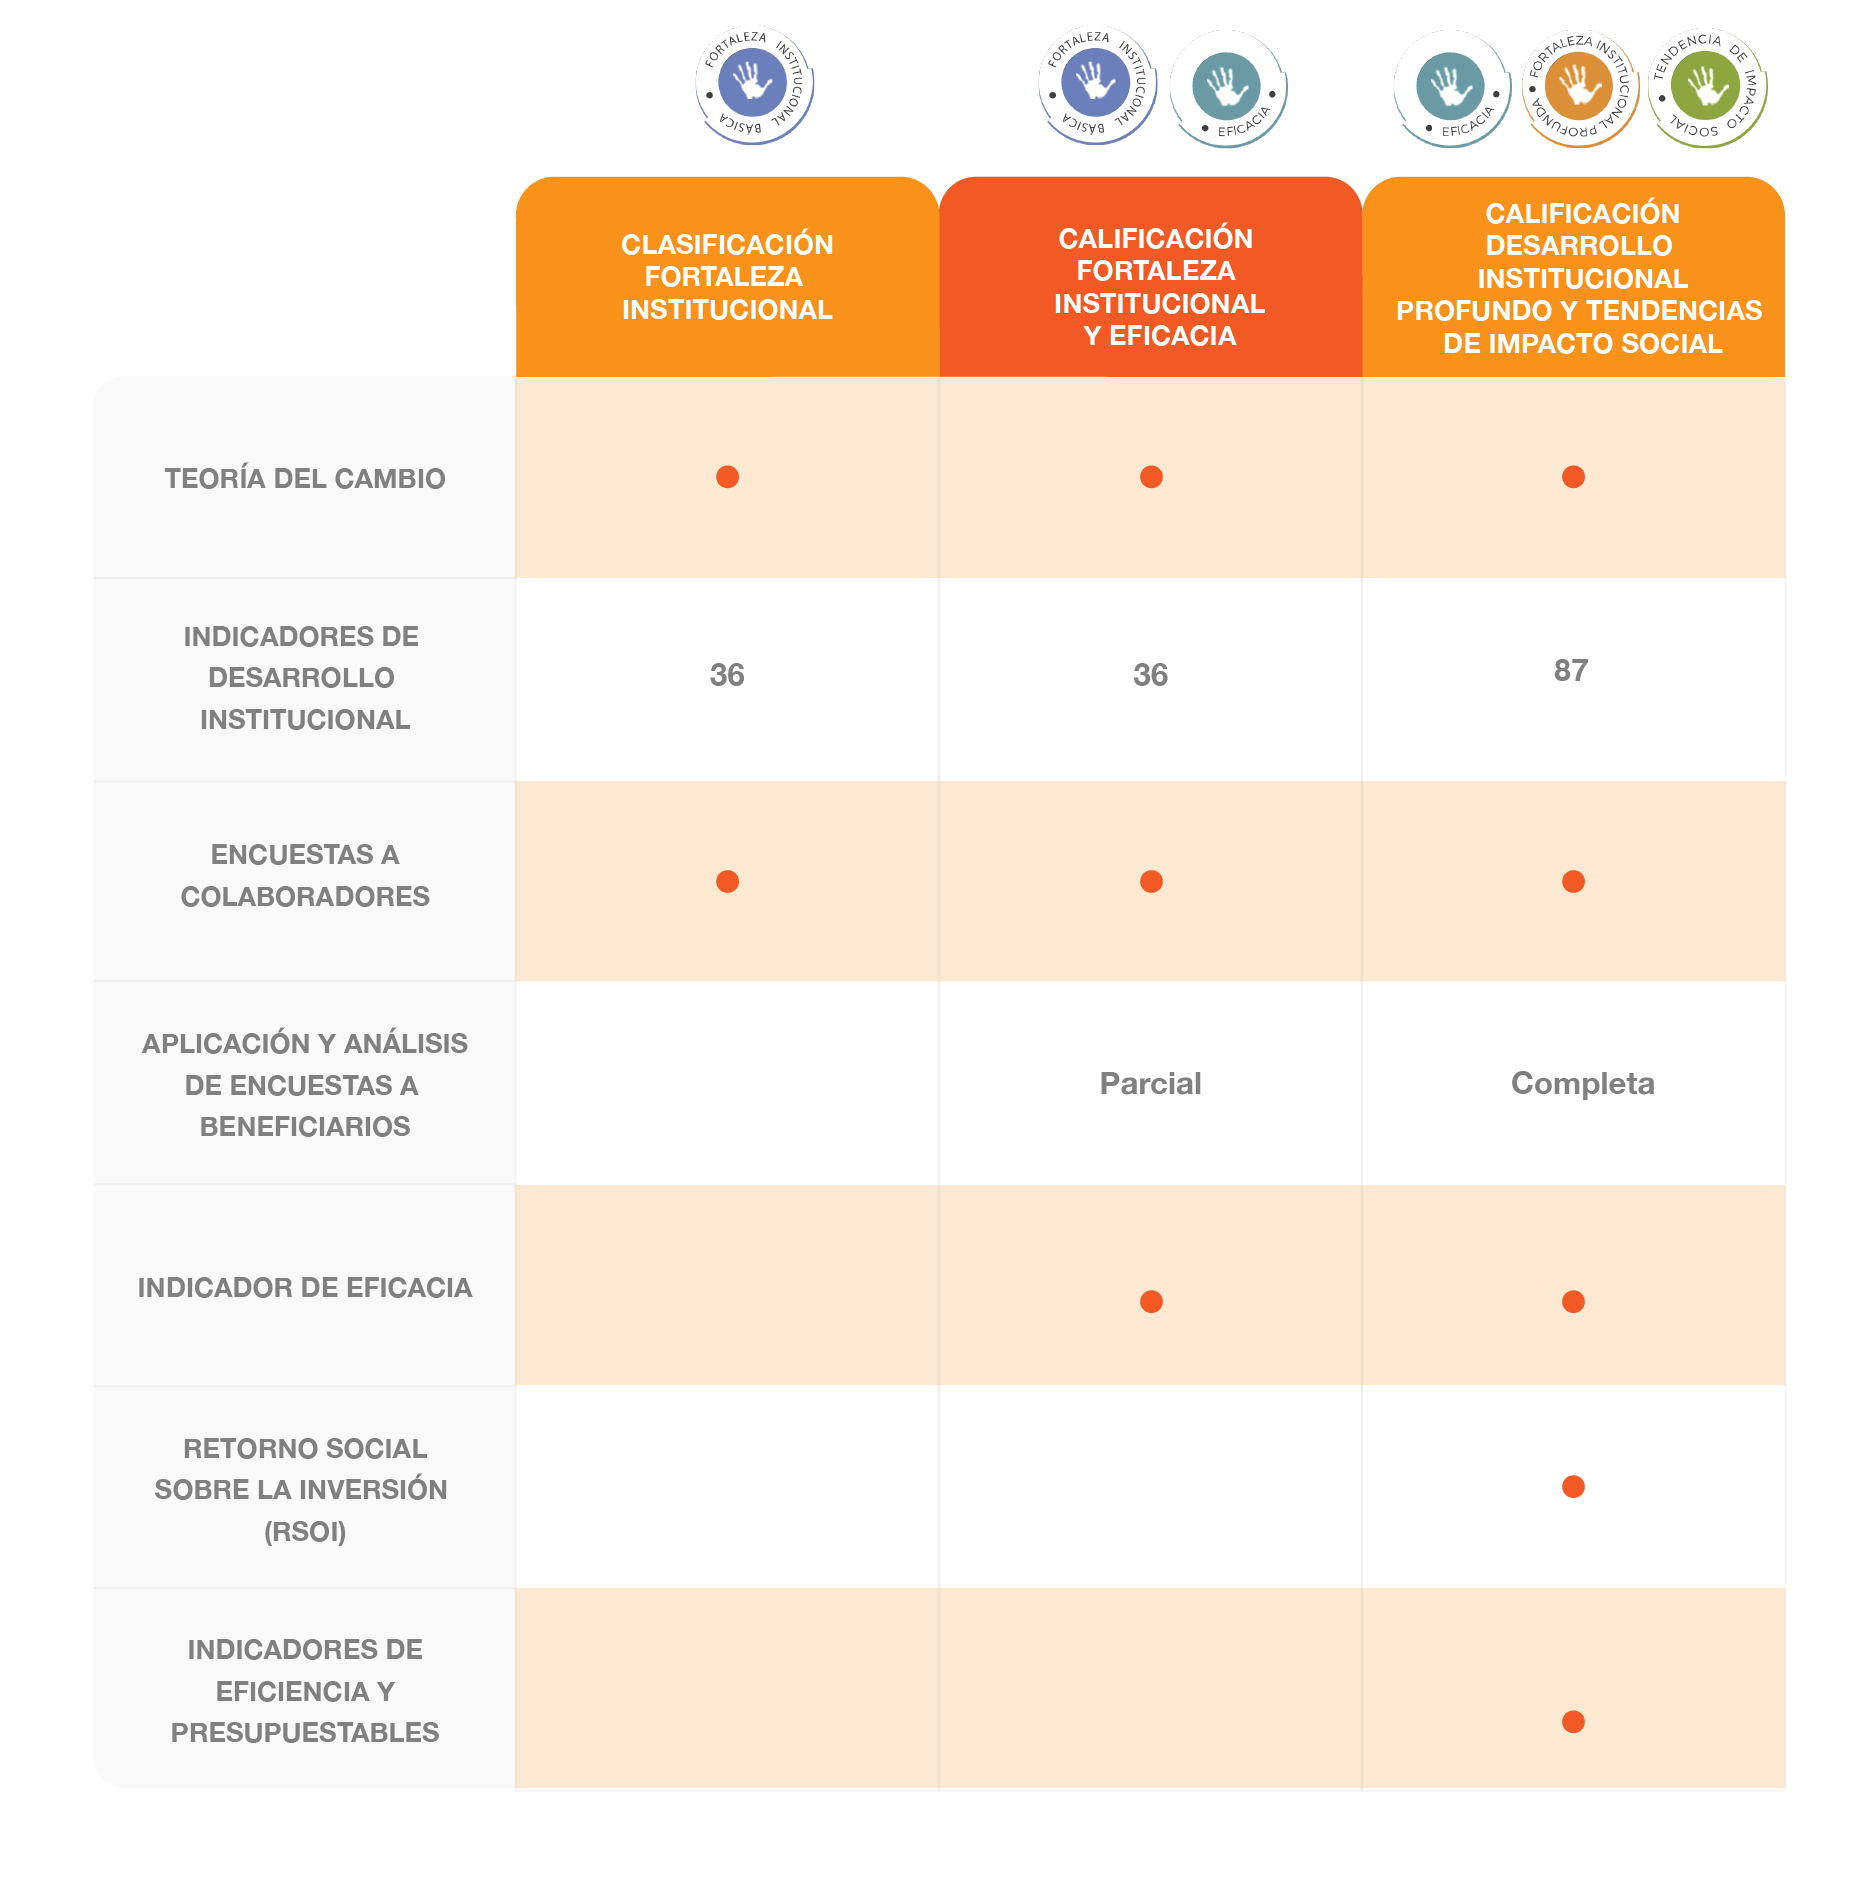 FORTALEZA INSTITUCIONAL BÁSICA
FORTALEZA INSTITUCIONAL BÁSICA
EFICACIA
EFICACIA
FORTALEZA INSTITUCIONAL PROFUNDA
TENDENCIA DE IMPACTO SOCIAL
CLASIFICACIÓN
FORTALEZA
INSTITUCIONAL
CALIFICACIÓN
FORTALEZA
INSTITUCIONAL
Y EFICACIA
CALIFICACIÓN
DESARROLLO
INSTITUCIONAL
PROFUNDO Y TENDENCIAS
DE IMPACTO SOCIAL
TEORÍA DEL CAMBIO
INDICADORES DE
DESARROLLO
INSTITUCIONAL
36
36
87
ENCUESTAS A
COLABORADORES
APLICACIÓN Y ANÁLISIS
DE ENCUESTAS A
BENEFICIARIOS
Parcial
Completa
INDICADOR DE EFICACIA
RETORNO SOCIAL
SOBRE LA INVERSIÓN
(RSOI)
INDICADORES DE
EFICIENCIA Y
PRESUPUESTABLES